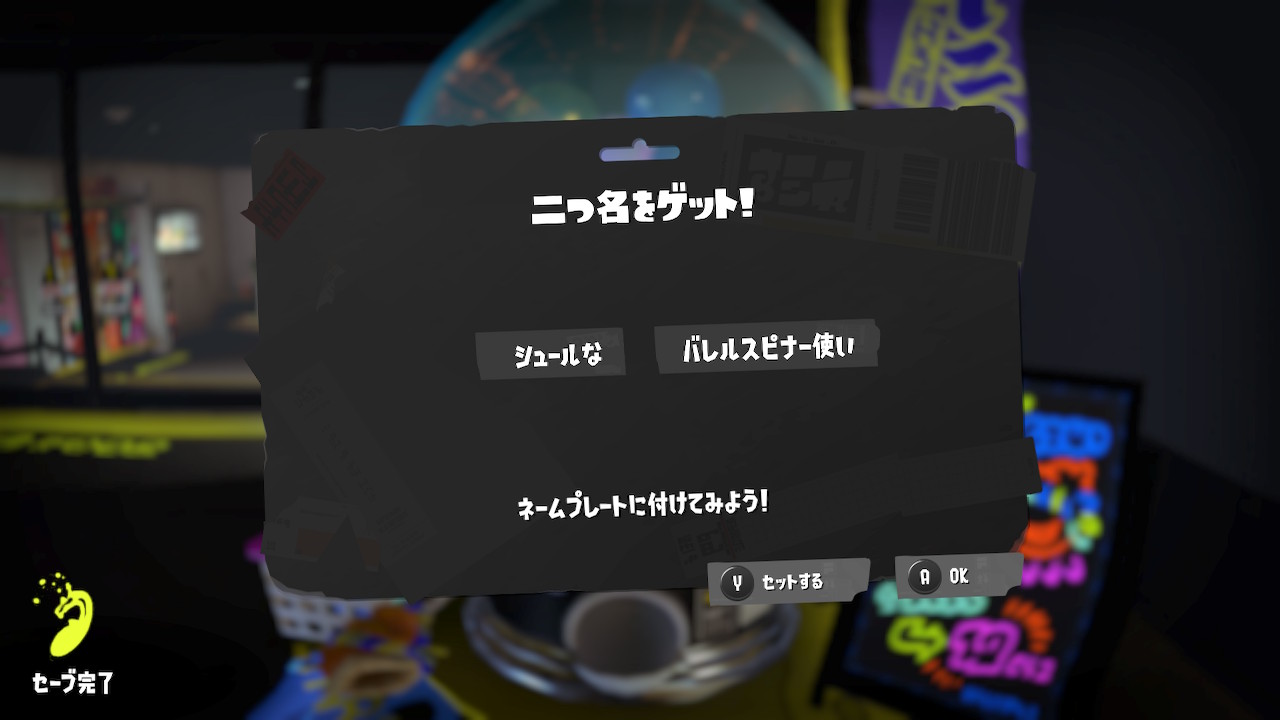 二つ名をゲット!
シュールな バレルスピナー使い
ネームプレートに付けてみよう!
Y セットする A OK
セーブ完了